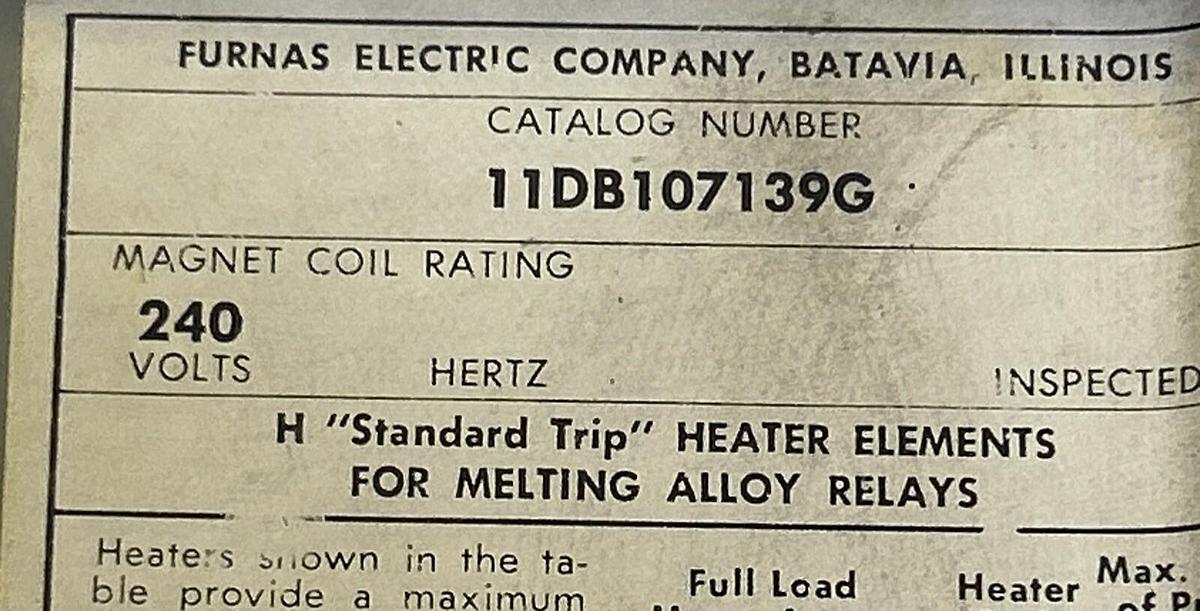 FURNAS ELECTRIC COMPANY, BATAVIA, ILLINOIS
CATALOG NUMBER
11DB107139G
MAGNET COIL RATING
240
VOLTS HERTZ INSPECTED
H "Standard Trip" HEATER ELEMENTS
FOR MELTING ALLOY RELAYS
Heaters shown in the ta-
ble provide a maximum
Full Load
Heater
Max.
of